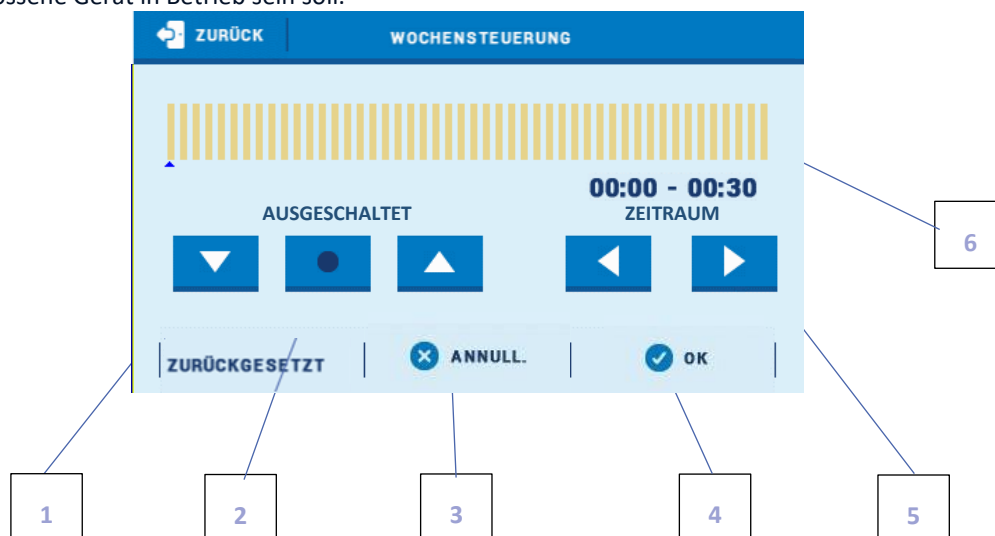 ossene Gerät in Betrieb sein soll.
ZURÜCK
WOCHENSTEUERUNG
00:00 - 00:30
AUSGESCHALTET
ZEITRAUM
ZURÜCKGESETZT
ANNULL.
OK
6
1
2
3
4
5